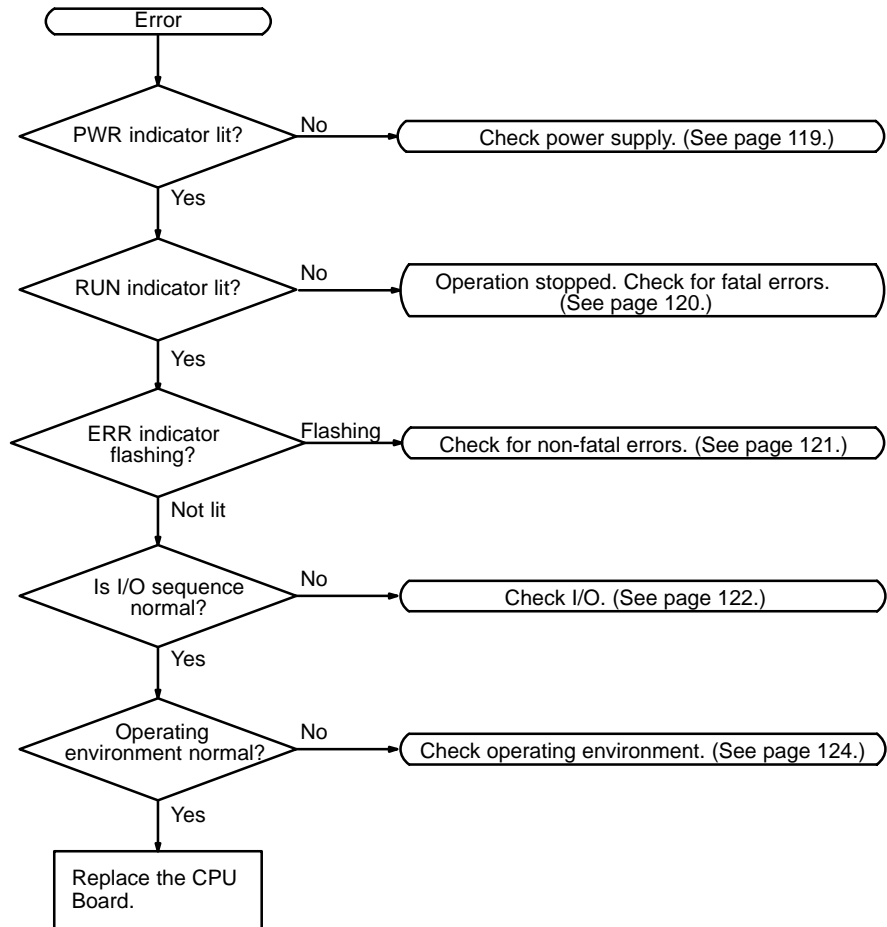 Error
PWR indicator lit?
No
Check power supply. (See page 119.)
Yes
RUN indicator lit?
No
Operation stopped. Check for fatal errors.
(See page 120.)
Yes
ERR indicator
flashing?
Flashing
Check for non-fatal errors. (See page 121.)
Not lit
Is I/O sequence
normal?
No
Check I/O. (See page 122.)
Yes
Operating
environment normal?
No
Check operating environment. (See page 124.)
Yes
Replace the CPU
Board.